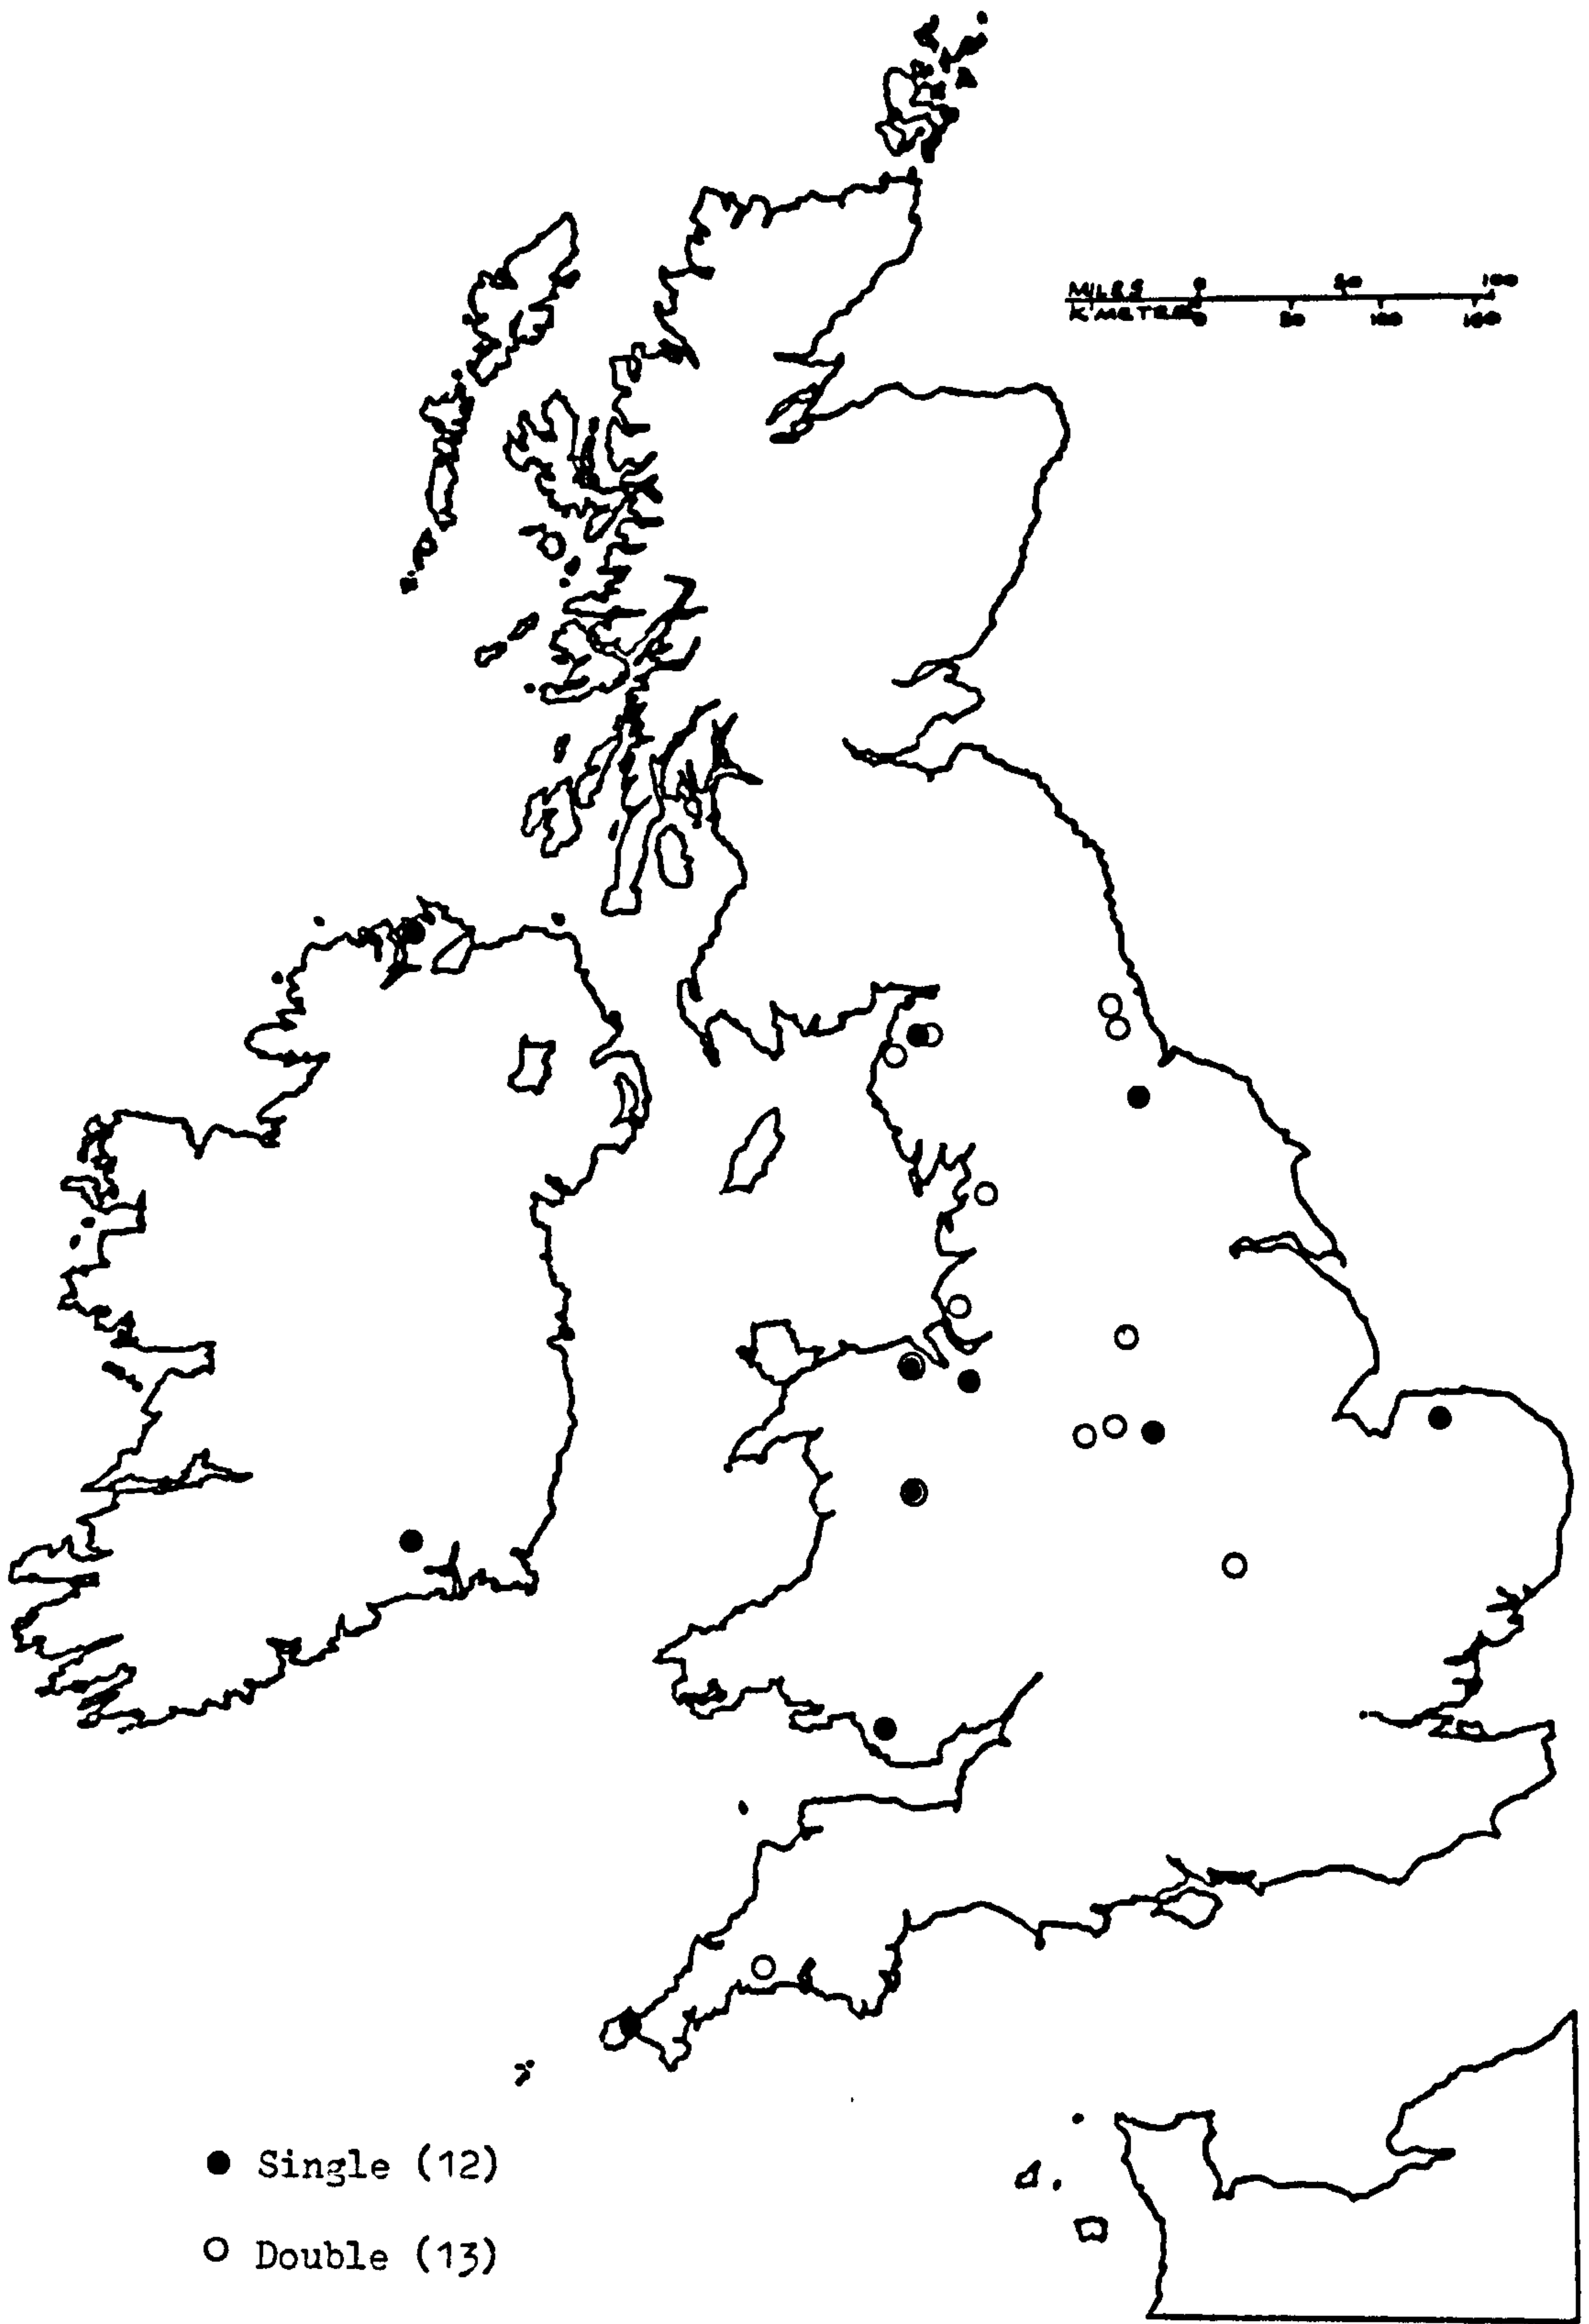 MILES 0 50 100
K'METRES 0 50 100 150
Single (12)
Double (13)